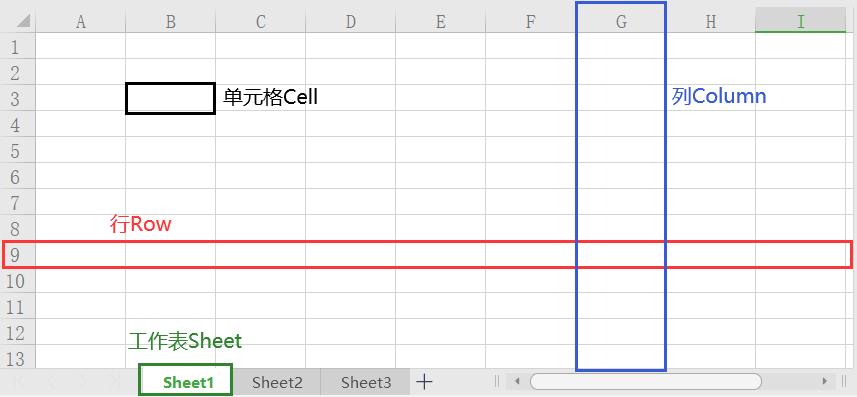 A B C D E F G H I
1
2
3 单元格Cell 列Column
4
5
6
7
8 行Row
9
10
11
12 工作表Sheet
13
Sheet1 Sheet2 Sheet3